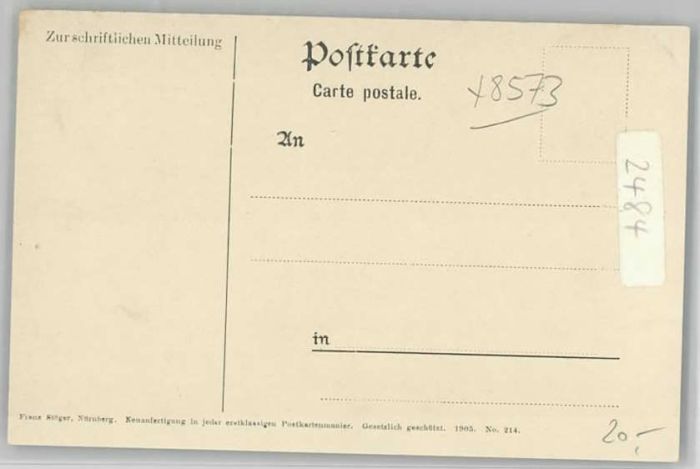 Zur schriftlichen Mitteilung
Postkarte
Carte postale.
+8573
An
2484
in
Franz Stöger, Nürnberg. Neuanfertigung in jeder erstklassigen Postkartenmanier. Gesetzlich geschützt. 1905. No. 214.
20,-